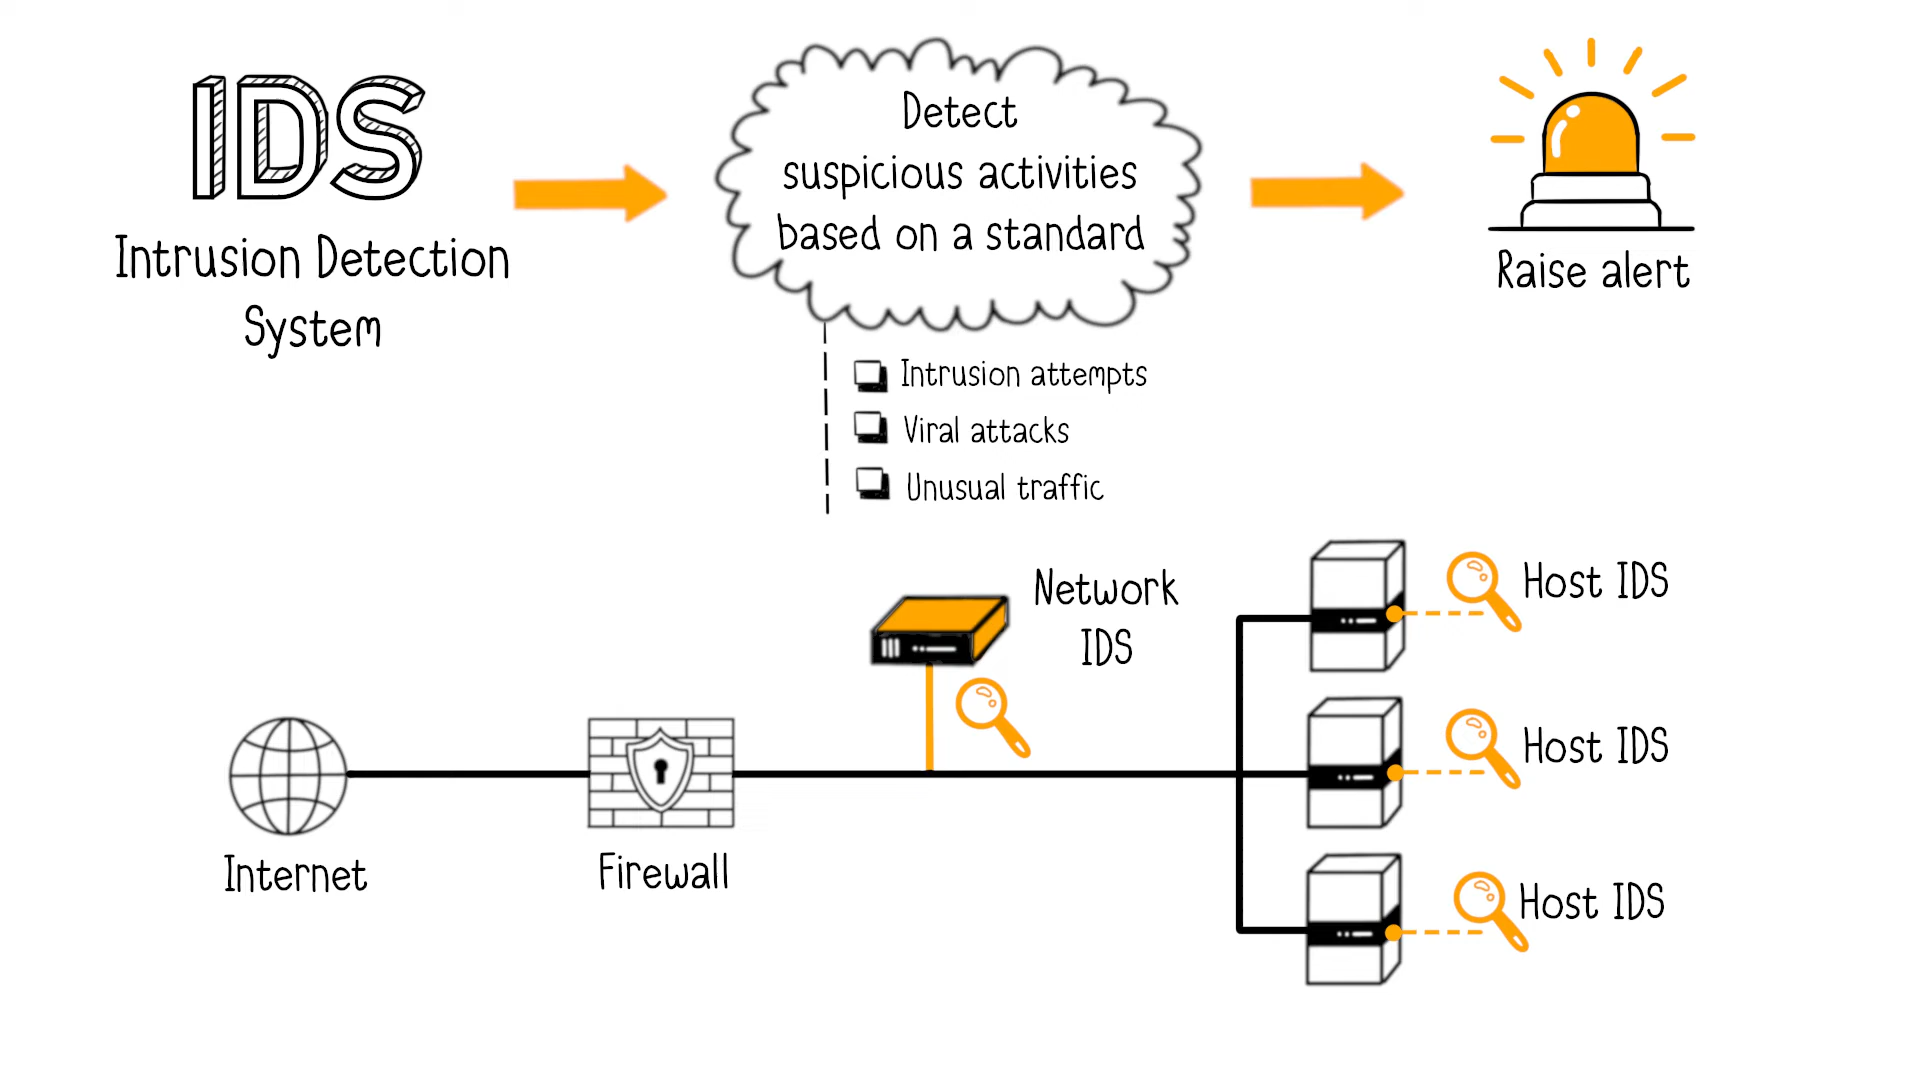 IDS
Intrusion Detection
System
Detect
suspicious activities
based on a standard
Raise alert
Intrusion attempts
Viral attacks
Unusual traffic
Network
IDS
Host IDS
Host IDS
Host IDS
Internet
Firewall